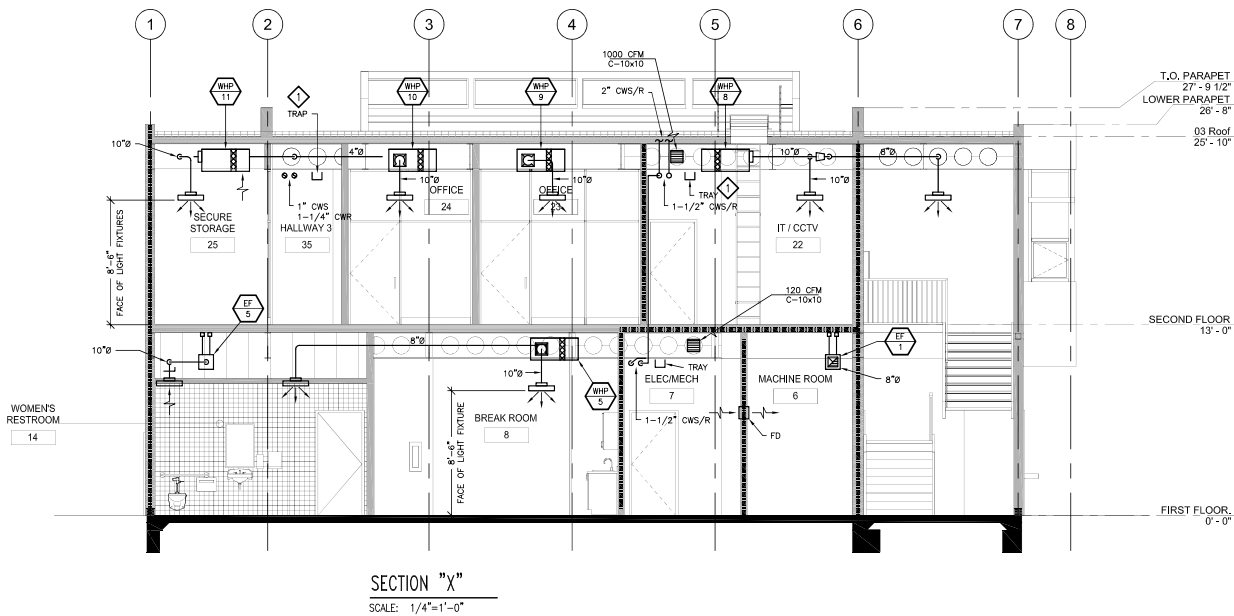 1
2
3
4
5
6
7
8
1000 CFM
C-10x10
2" CWS/R
T.O. PARAPET
27' - 9 1/2"
LOWER PARAPET
26' - 8"
03 Roof
25' - 10"
WHP
11
1
TRAP
WHP
10
WHP
9
WHP
8
10"Ø
4"Ø
10"Ø
8"Ø
10"Ø
10"Ø
10"Ø
TRAY
1
1-1/2" CWS/R
OFFICE
24
OFFICE
23
1" CWS
1-1/4" CWR
SECURE
STORAGE
25
HALLWAY 3
35
IT / CCTV
22
8'-6"
FACE OF LIGHT FIXTURES
120 CFM
C-10x10
EF
5
SECOND FLOOR
13' - 0"
EF
1
10"Ø
8"Ø
10"Ø
WHP
5
TRAY
8"Ø
ELEC/MECH
7
MACHINE ROOM
6
1-1/2" CWS/R
FD
BREAK ROOM
8
8'-6"
FACE OF LIGHT FIXTURE
WOMEN'S
RESTROOM
14
FIRST FLOOR
0' - 0"
SECTION "X"
SCALE: 1/4"=1'-0"